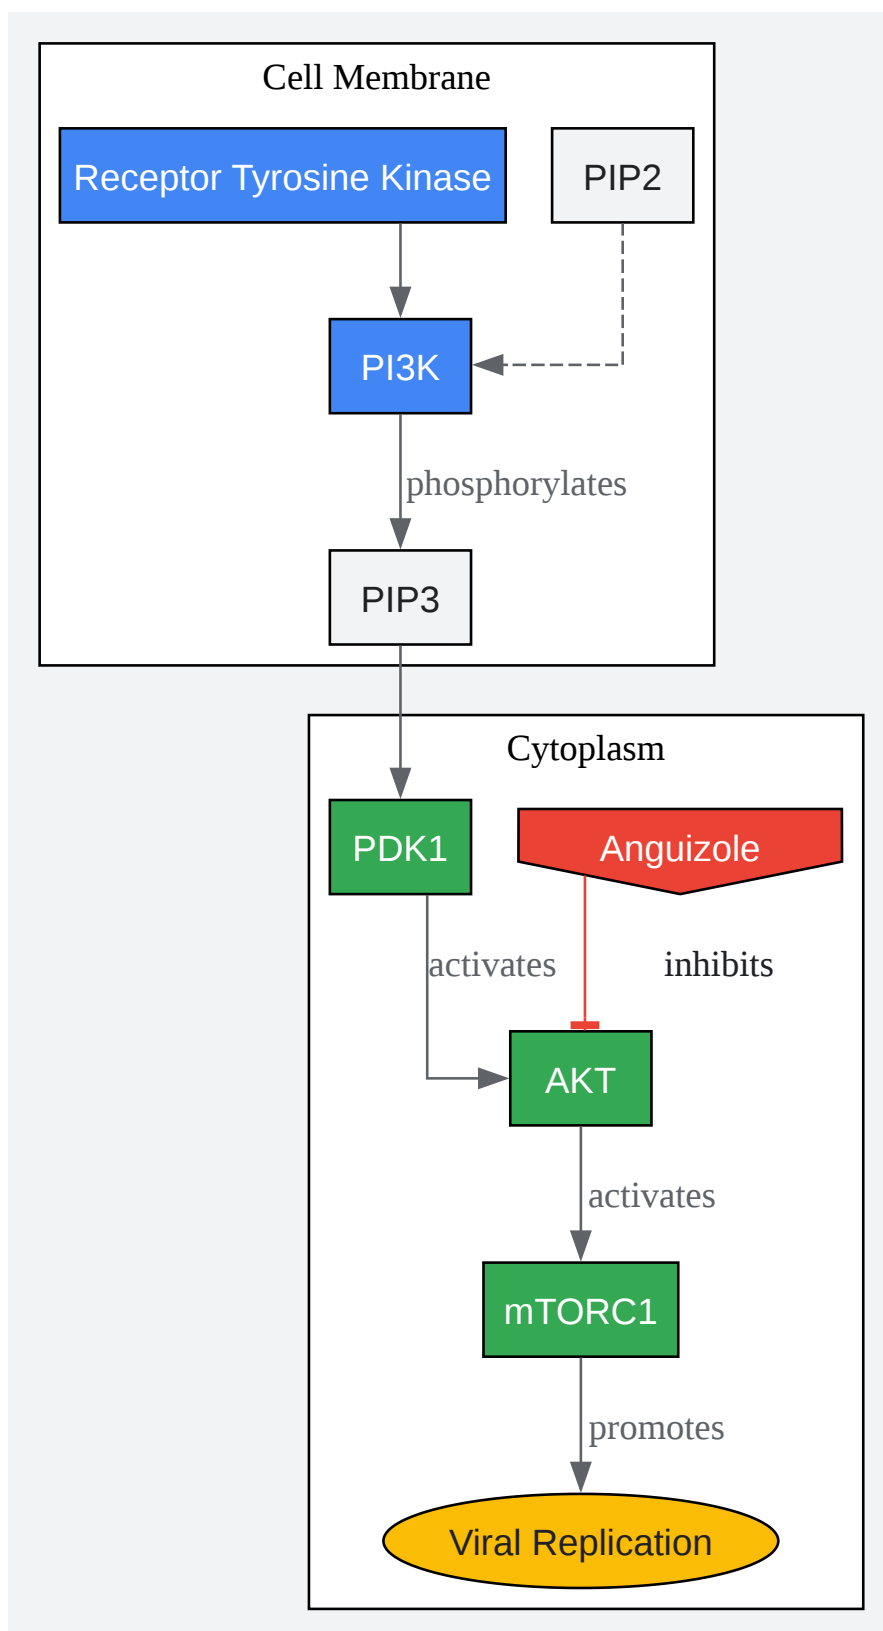 Cell Membrane
Receptor Tyrosine Kinase
PIP2
PI3K
phosphorylates
PIP3
Cytoplasm
PDK1
Anguizole
activates
inhibits
AKT
activates
mTORC1
promotes
Viral Replication